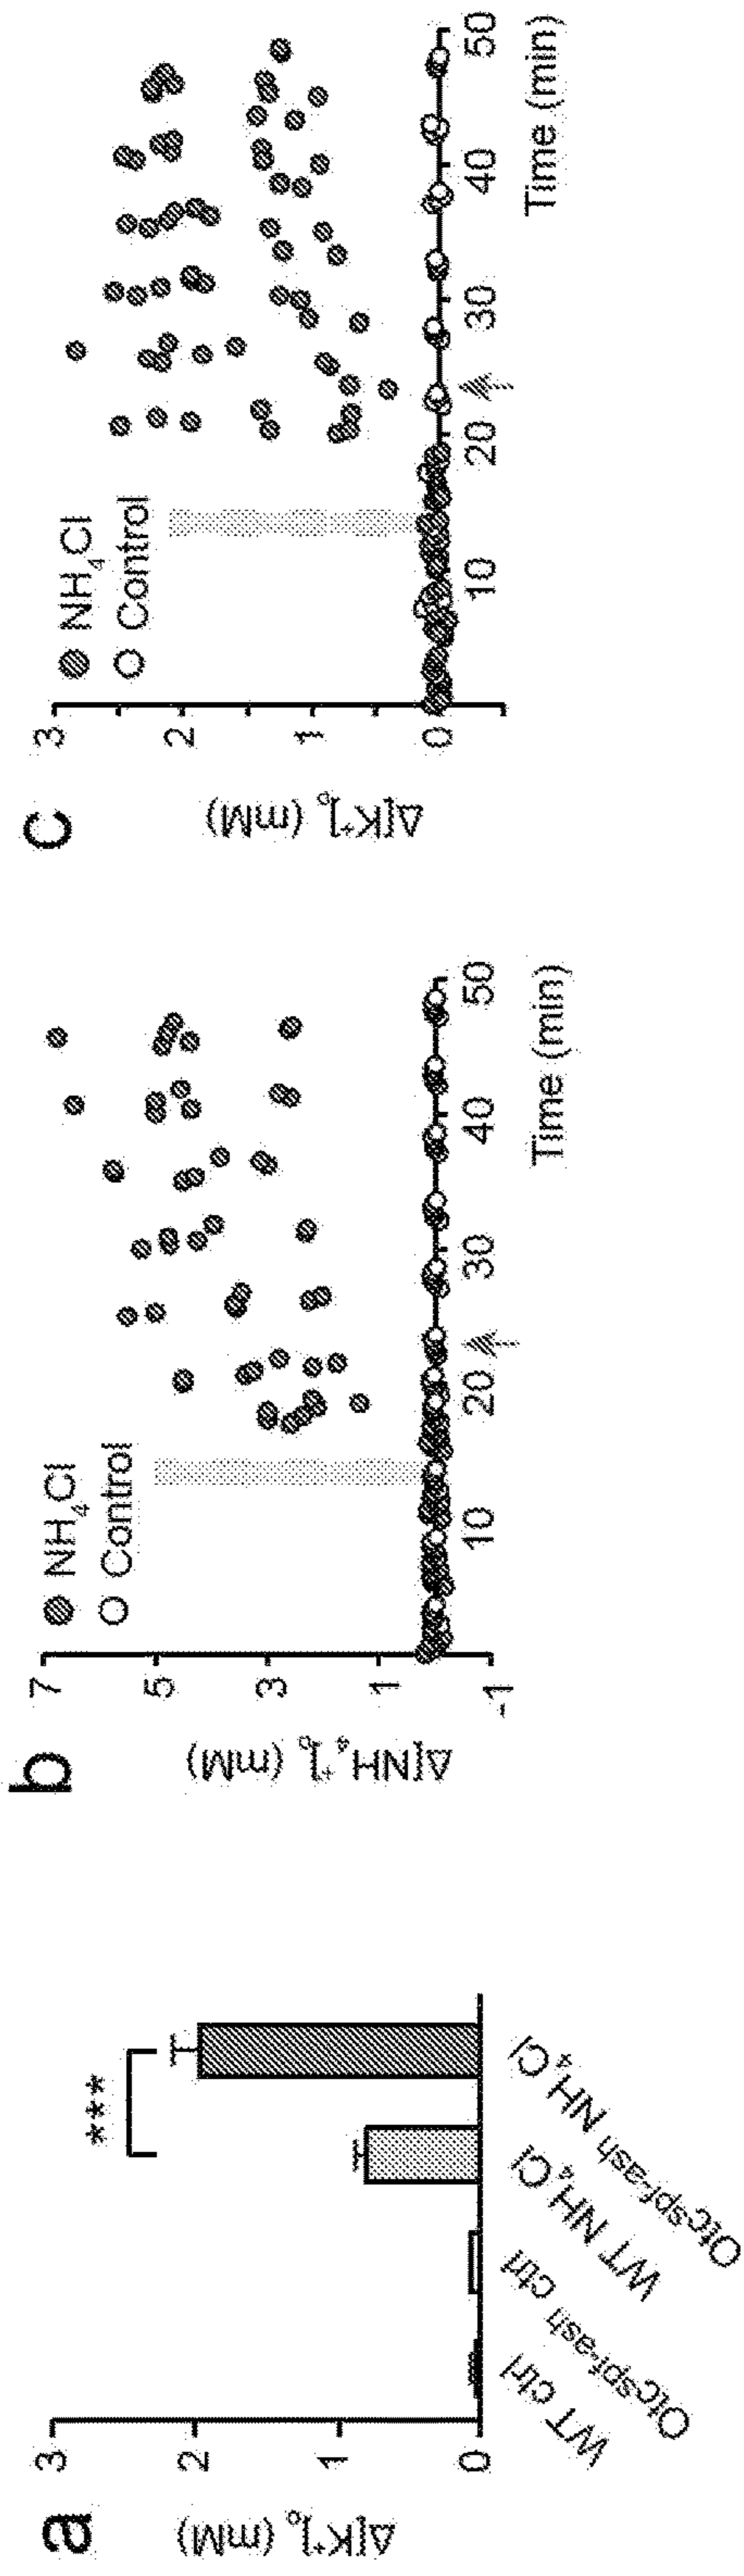 a
Δ[K⁺]ₒ (mM)
3
2
1
0
***
WT ctrl
Otc^spf-ash ctrl
WT NH₄Cl
Otc^spf-ash NH₄Cl
b
Δ[NH₄⁺]ₒ (mM)
7
5
3
1
-1
NH₄Cl
Control
10
20
30
40
50
Time (min)
c
Δ[K⁺]ₒ (mM)
3
2
1
0
NH₄Cl
Control
10
20
30
40
50
Time (min)